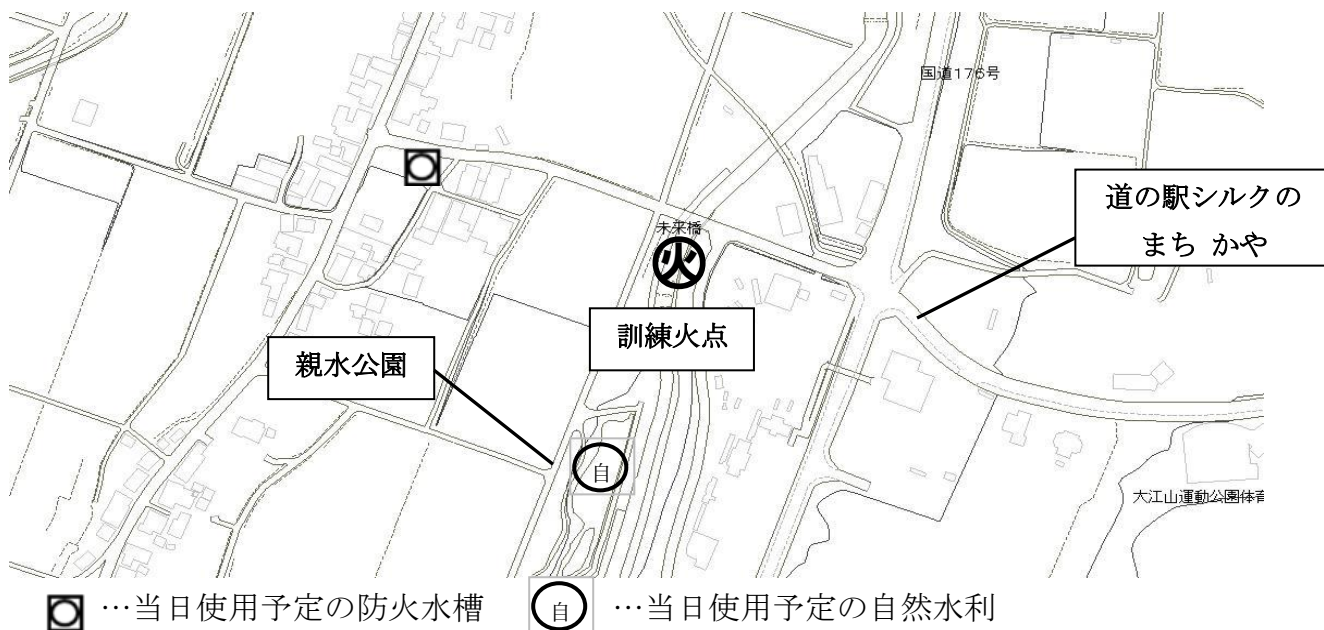 国道176号
道の駅シルクの
まち かや
未来橋
火
訓練火点
親水公園
自
大江山運動公園体育
…当日使用予定の防火水槽
自 …当日使用予定の自然水利